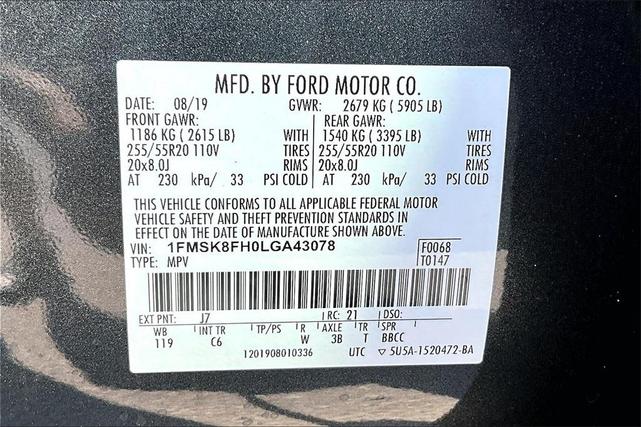 MFD. BY FORD MOTOR CO.
DATE: 08/19 GVWR: 2679 KG ( 5905 LB)
FRONT GAWR: REAR GAWR:
1186 KG ( 2615 LB) WITH 1540 KG ( 3395 LB) WITH
255/55R20 110V TIRES 255/55R20 110V TIRES
20x8.0J RIMS 20x8.0J RIMS
AT 230 kPa/ 33 PSI COLD AT 230 kPa/ 33 PSI COLD
THIS VEHICLE CONFORMS TO ALL APPLICABLE FEDERAL MOTOR
VEHICLE SAFETY AND THEFT PREVENTION STANDARDS IN
EFFECT ON THE DATE OF MANUFACTURE SHOWN ABOVE.
VIN: 1FMSK8FH0LGA43078 F0068
TYPE: MPV T0147
EXT PNT: J7 RC: 21 DSO:
WB INT TR TP/PS R AXLE TR SPR
119 C6 W 3B T BBCC
1201908010336 UTC ▽ 5U5A-1520472-BA